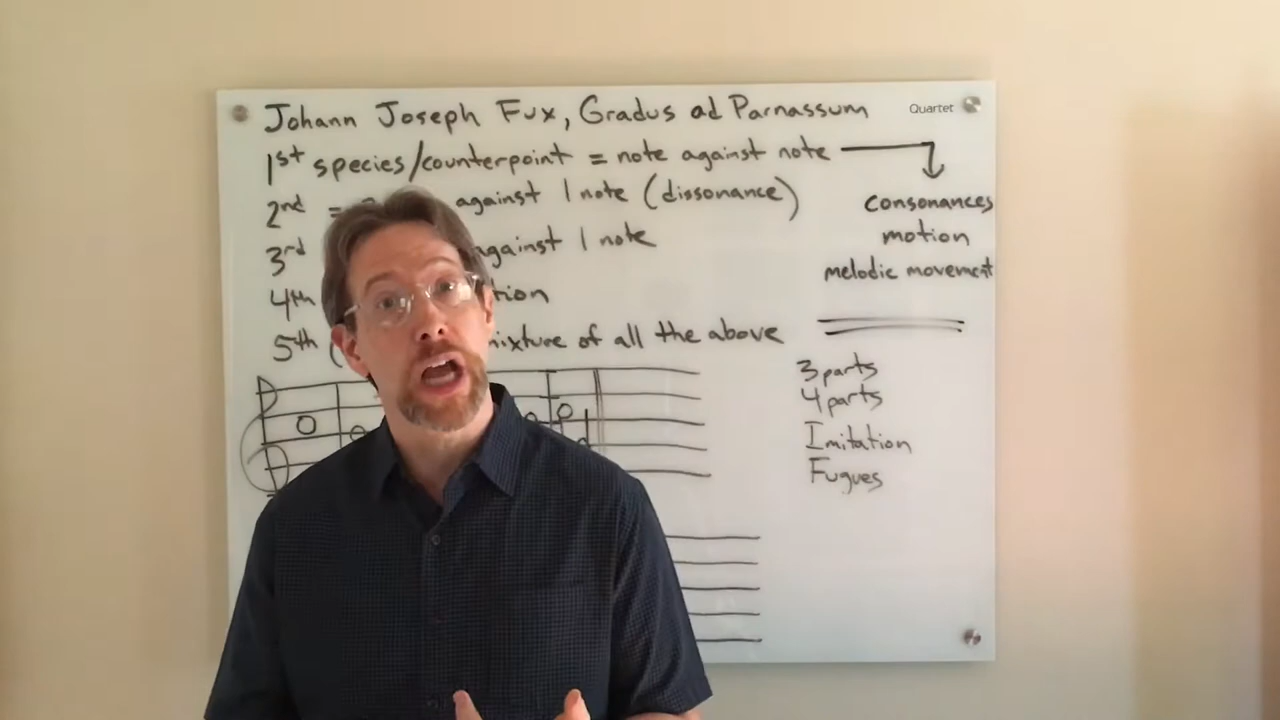 Johann Joseph Fux, Gradus ad Parnassum
Quartet
1st species/counterpoint = note against note
2nd = against 1 note (dissonance)
3rd against 1 note
4th
5th ( mixture of all the above
consonances
motion
melodic movement
3 parts
4 parts
Imitation
Fugues